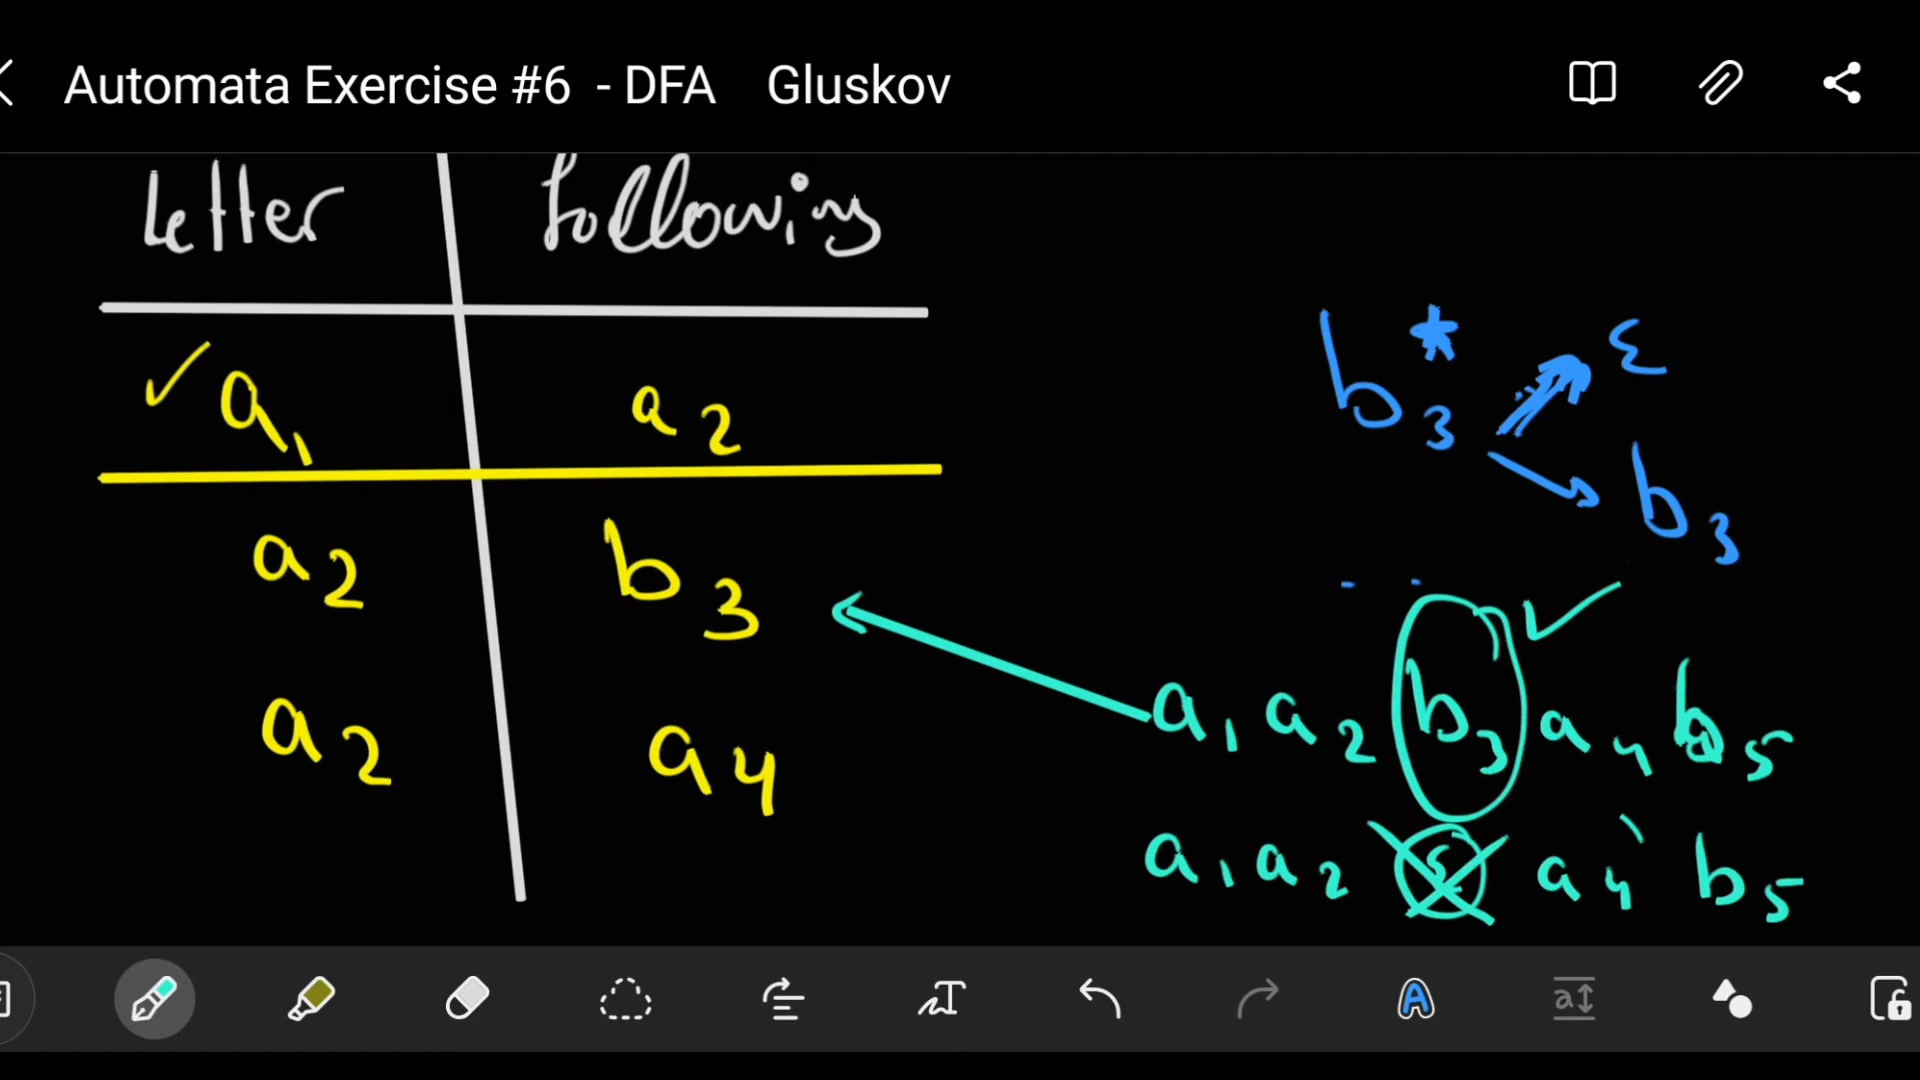 Automata Exercise #6 - DFA Gluskov
letter following
✓ a₁ a₂
a₂ b₃
a₂ a₄
b₃* ε
b₃
a₁ a₂ b₃ a₄ b₅ ✓
a₁ a₂ ε a₄ b₅